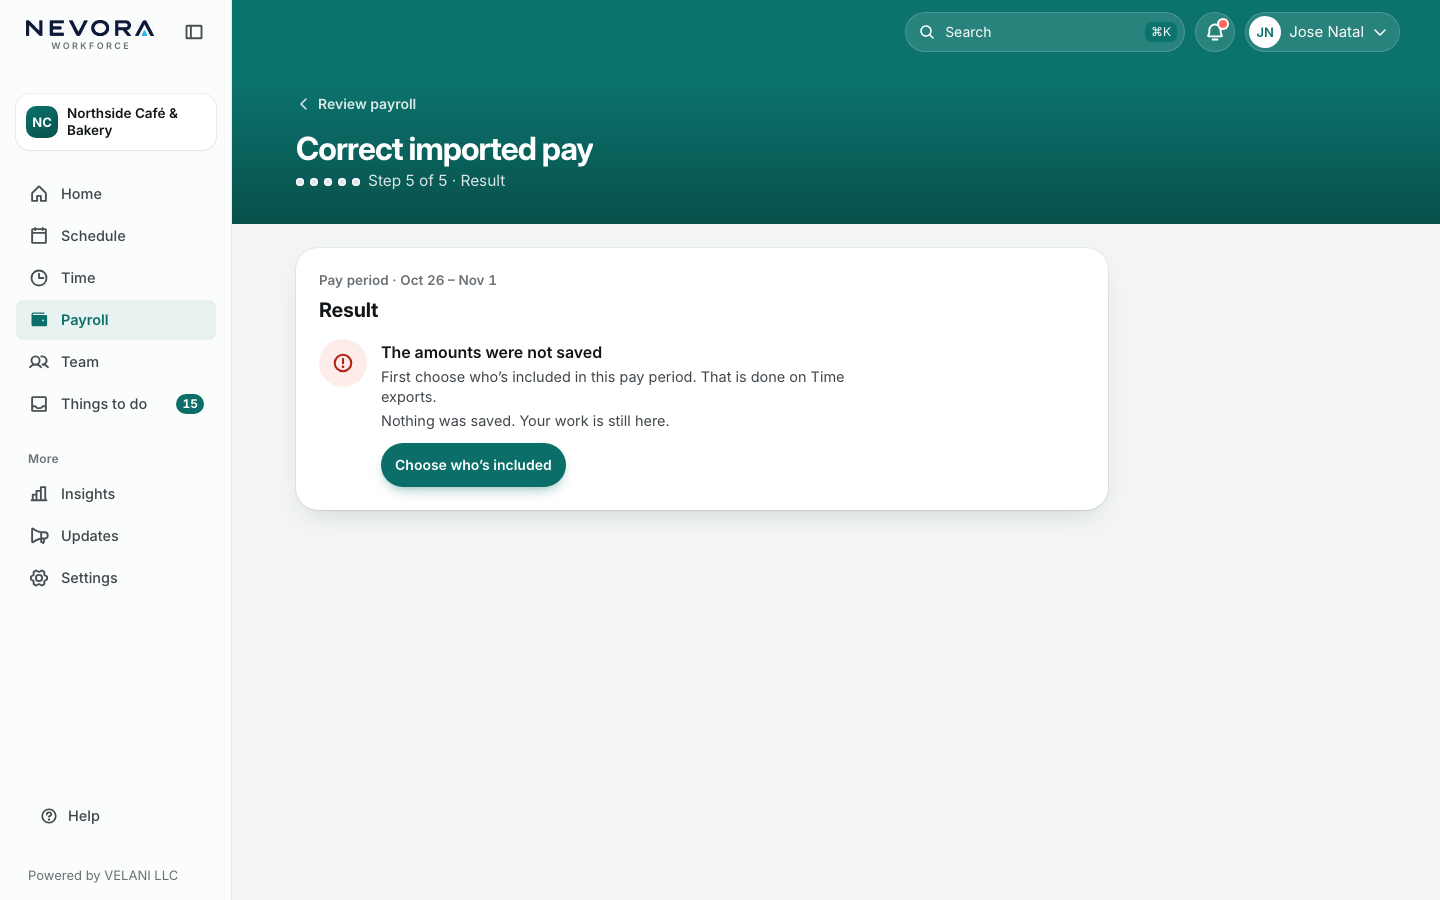 NEVORA
WORKFORCE
Search
⌘K
JN
Jose Natal
NC
Northside Café &
Bakery
Home
Schedule
Time
Payroll
Team
Things to do
15
More
Insights
Updates
Settings
Help
Powered by VELANI LLC
Review payroll
Correct imported pay
Step 5 of 5 · Result
Pay period · Oct 26 – Nov 1
Result
The amounts were not saved
First choose who’s included in this pay period. That is done on Time
exports.
Nothing was saved. Your work is still here.
Choose who’s included